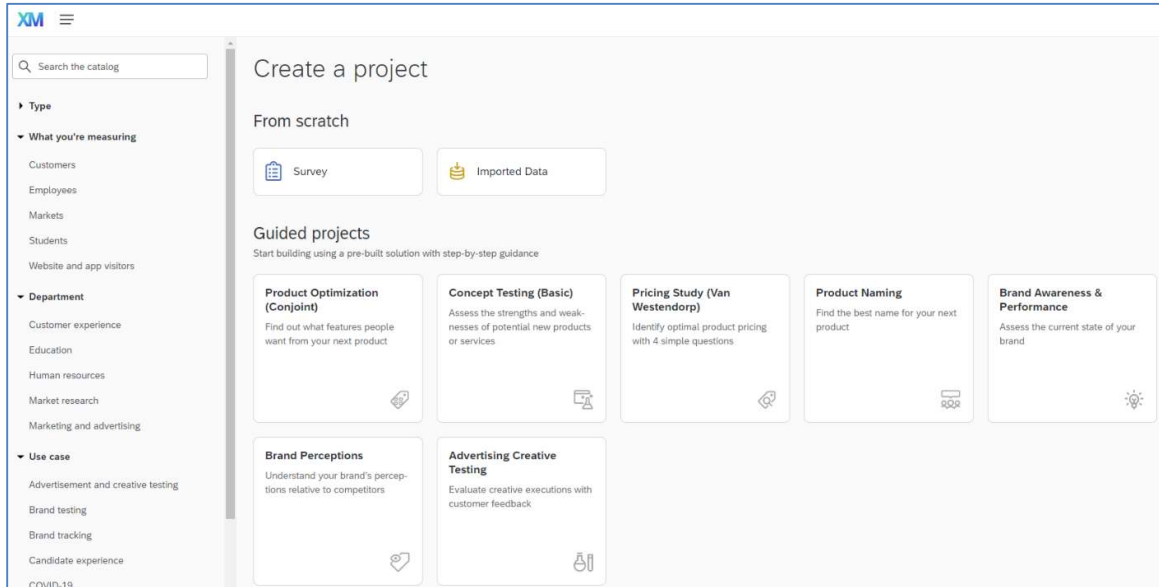 XM
Search the catalog
Type
What you're measuring
Customers
Employees
Markets
Students
Website and app visitors
Department
Customer experience
Education
Human resources
Market research
Marketing and advertising
Use case
Advertisement and creative testing
Brand testing
Brand tracking
Candidate experience
COVID-19
Create a project
From scratch
Survey
Imported Data
Guided projects
Start building using a pre-built solution with step-by-step guidance
Product Optimization
(Conjoint)
Find out what features people
want from your next product
Concept Testing (Basic)
Assess the strengths and weak-
nesses of potential new products
or services
Pricing Study (Van
Westendorp)
Identify optimal product pricing
with 4 simple questions
Product Naming
Find the best name for your next
product
Brand Awareness &
Performance
Assess the current state of your
brand
Brand Perceptions
Understand your brand's percep-
tions relative to competitors
Advertising Creative
Testing
Evaluate creative executions with
customer feedback